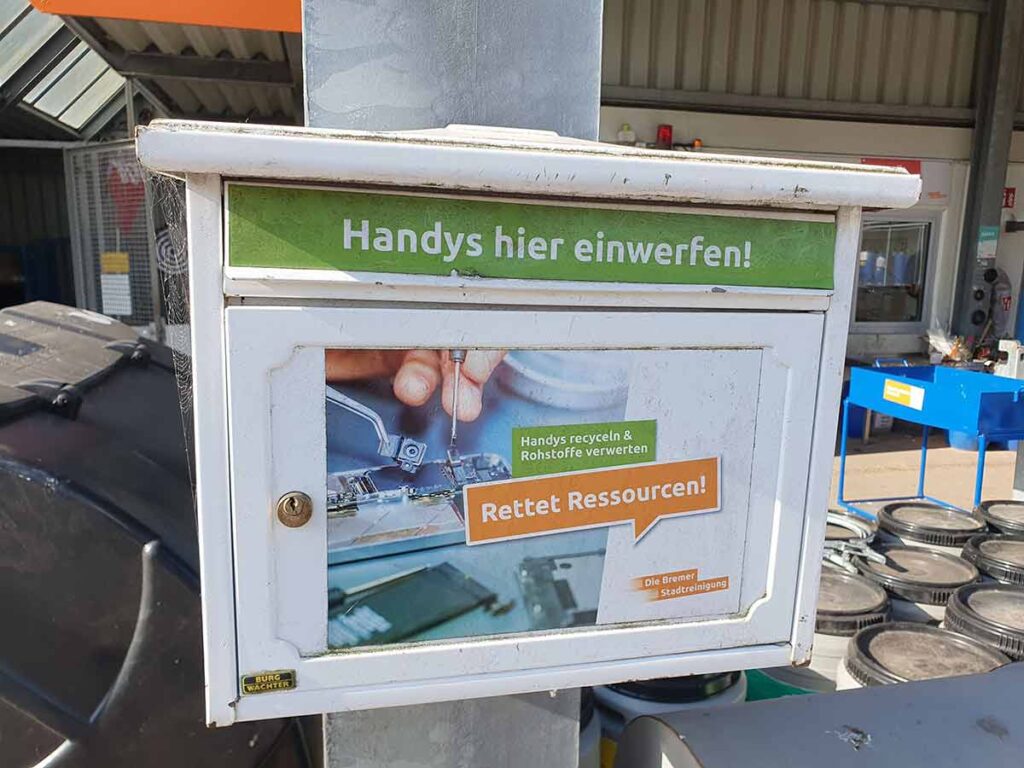 Handys hier einwerfen!
Handys recyceln &
Rohstoffe verwerten
Rettet Ressourcen!
Die Bremer
Stadtreinigung
BURG
WÄCHTER